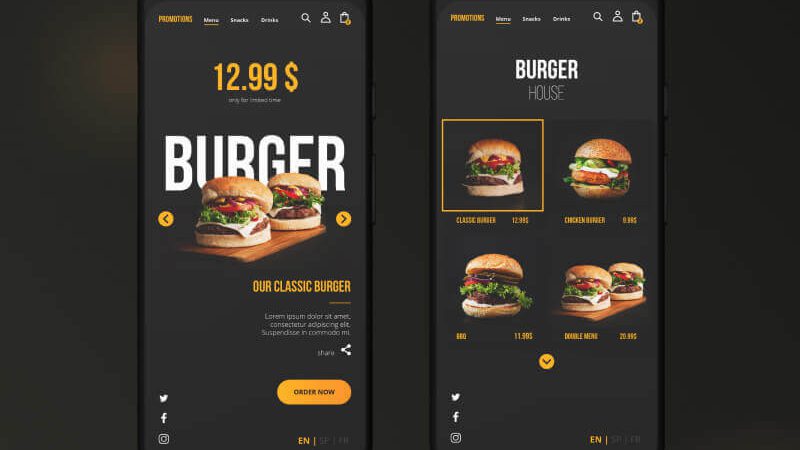 PROMOTIONS Menu Snacks Drinks
2
12.99 $
only for limited time
BURGER
OUR CLASSIC BURGER
Lorem ipsum dolor sit amet,
consectetur adipiscing elit.
Suspendisse in commodo mi.
share
ORDER NOW
EN | SP | FR
PROMOTIONS Menu Snacks Drinks
2
BURGER
HOUSE
CLASSIC BURGER 12.99$
CHICKEN BURGER 9.99$
BBQ 11.99$
DOUBLE MENU 20.99$
EN | SP | FR